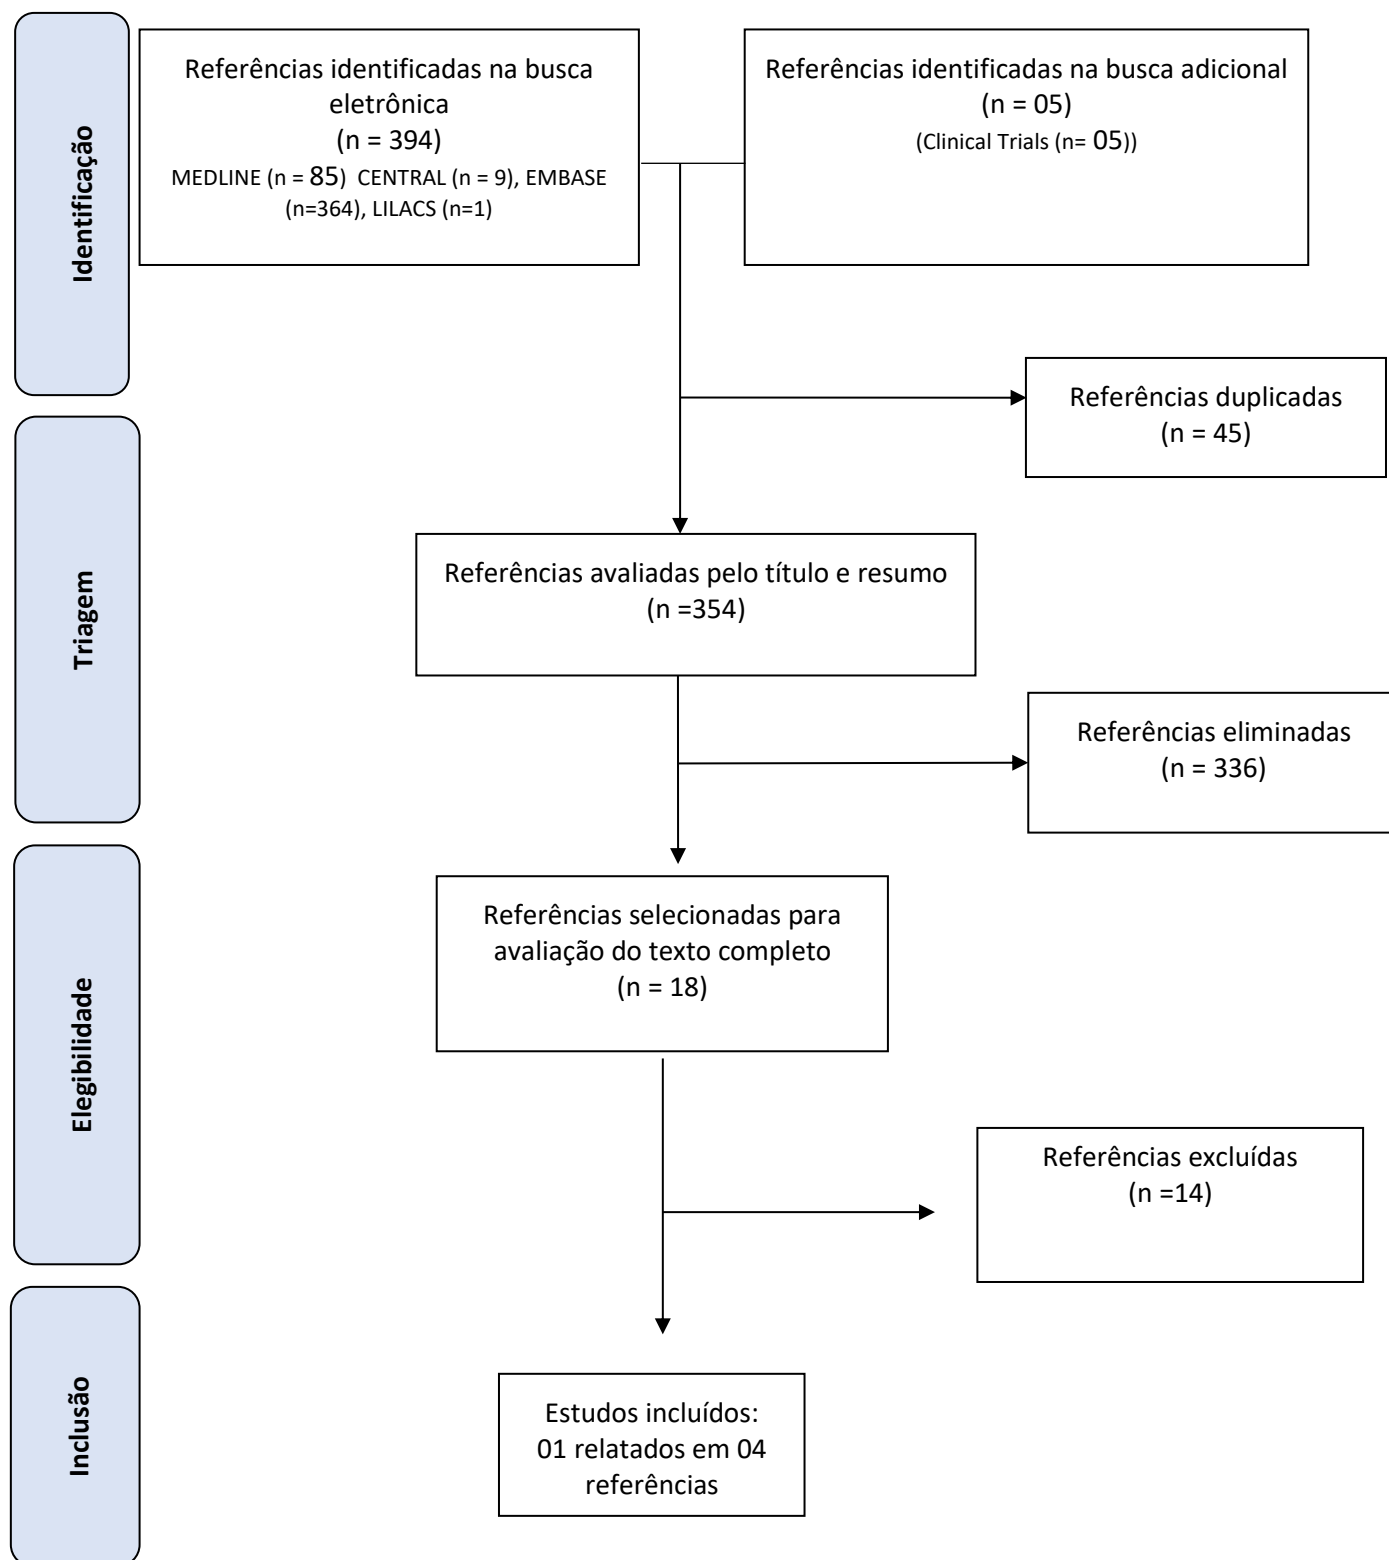 Identificação
Referências identificadas na busca
eletrônica
(n = 394)
MEDLINE (n = 85)  CENTRAL (n = 9), EMBASE
(n=364), LILACS (n=1)
Referências identificadas na busca adicional
(n = 05)
(Clinical Trials (n= 05))
Referências duplicadas
(n = 45)
Triagem
Referências avaliadas pelo título e resumo
(n =354)
Referências eliminadas
(n = 336)
Elegibilidade
Referências selecionadas para
avaliação do texto completo
(n = 18)
Referências excluídas
(n =14)
Inclusão
Estudos incluídos:
01 relatados em 04
referências